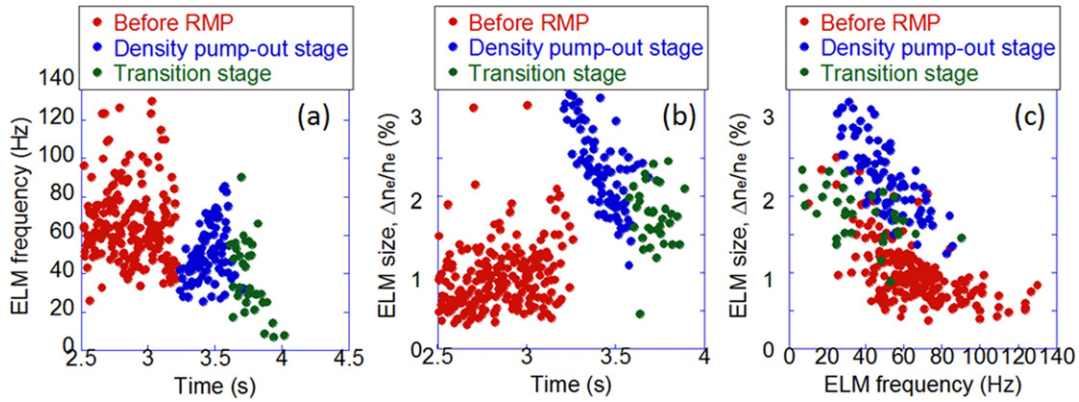 Before RMP
Density pump-out stage
Transition stage
(a)
140
120
100
80
60
40
20
0
ELM frequency (Hz)
2.5 3 3.5 4 4.5
Time (s)
Before RMP
Density pump-out stage
Transition stage
(b)
3
2
1
0
ELM size, Δne/ne (%)
2.5 3 3.5 4
Time (s)
Before RMP
Density pump-out stage
Transition stage
(c)
3
2
1
0
ELM size, Δne/ne (%)
0 20 40 60 80 100 120 140
ELM frequency (Hz)